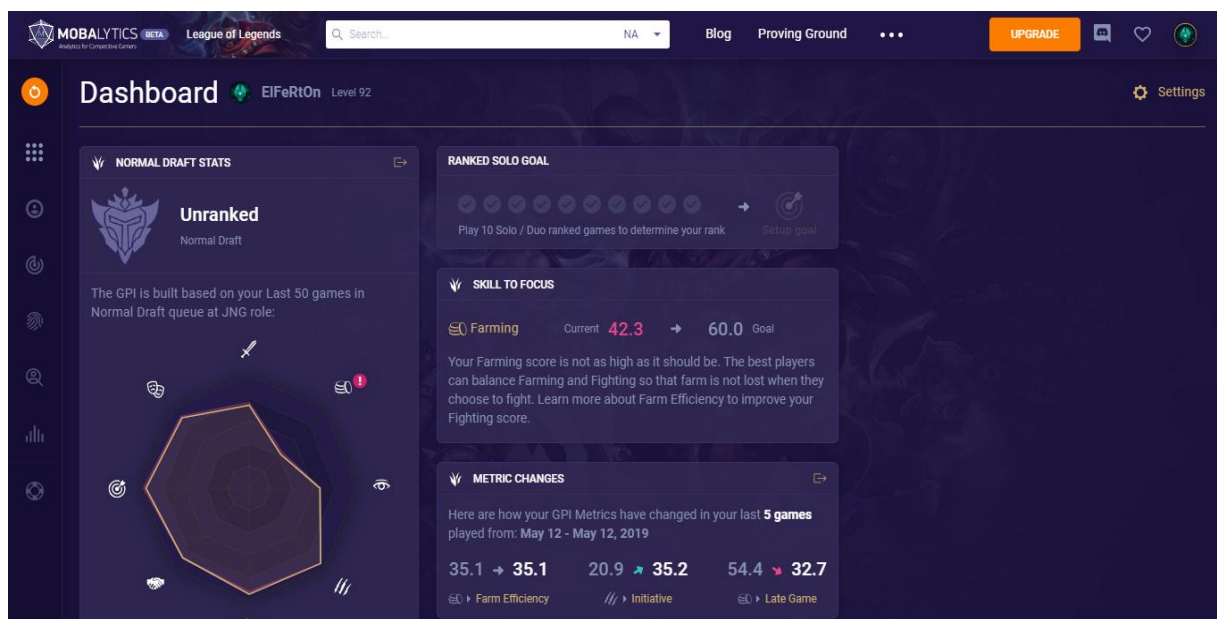 MOBALYTICS BETA
Analytics for Competitive Gamers
League of Legends
Search...
NA
Blog
Proving Ground
UPGRADE
Dashboard
ElFeRtOn Level 92
Settings
NORMAL DRAFT STATS
Unranked
Normal Draft
The GPI is built based on your Last 50 games in
Normal Draft queue at JNG role:
RANKED SOLO GOAL
Play 10 Solo / Duo ranked games to determine your rank
Setup goal
SKILL TO FOCUS
Farming Current 42.3 → 60.0 Goal
Your Farming score is not as high as it should be. The best players
can balance Farming and Fighting so that farm is not lost when they
choose to fight. Learn more about Farm Efficiency to improve your
Fighting score.
METRIC CHANGES
Here are how your GPI Metrics have changed in your last 5 games
played from: May 12 - May 12, 2019
35.1 → 35.1 20.9 35.2 54.4 32.7
Farm Efficiency Initiative Late Game